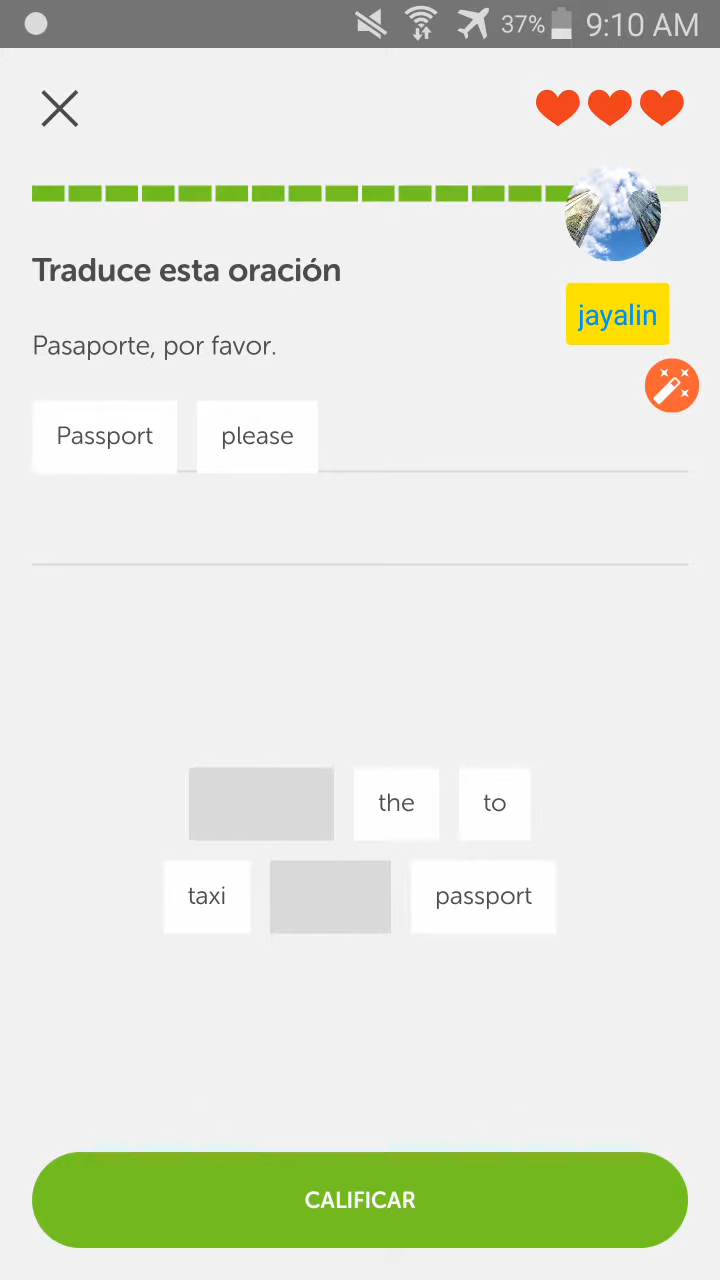 37% 9:10 AM
Traduce esta oración
jayalin
Pasaporte, por favor.
Passport please
the to
taxi passport
CALIFICAR